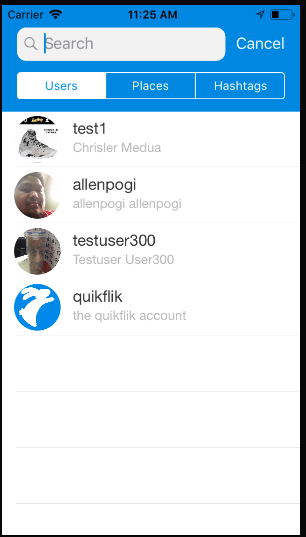 Carrier 11:25 AM
Search Cancel
Users Places Hashtags
test1
Chrisler Medua
allenpogi
allenpogi allenpogi
testuser300
Testuser User300
quikflik
the quikflik account